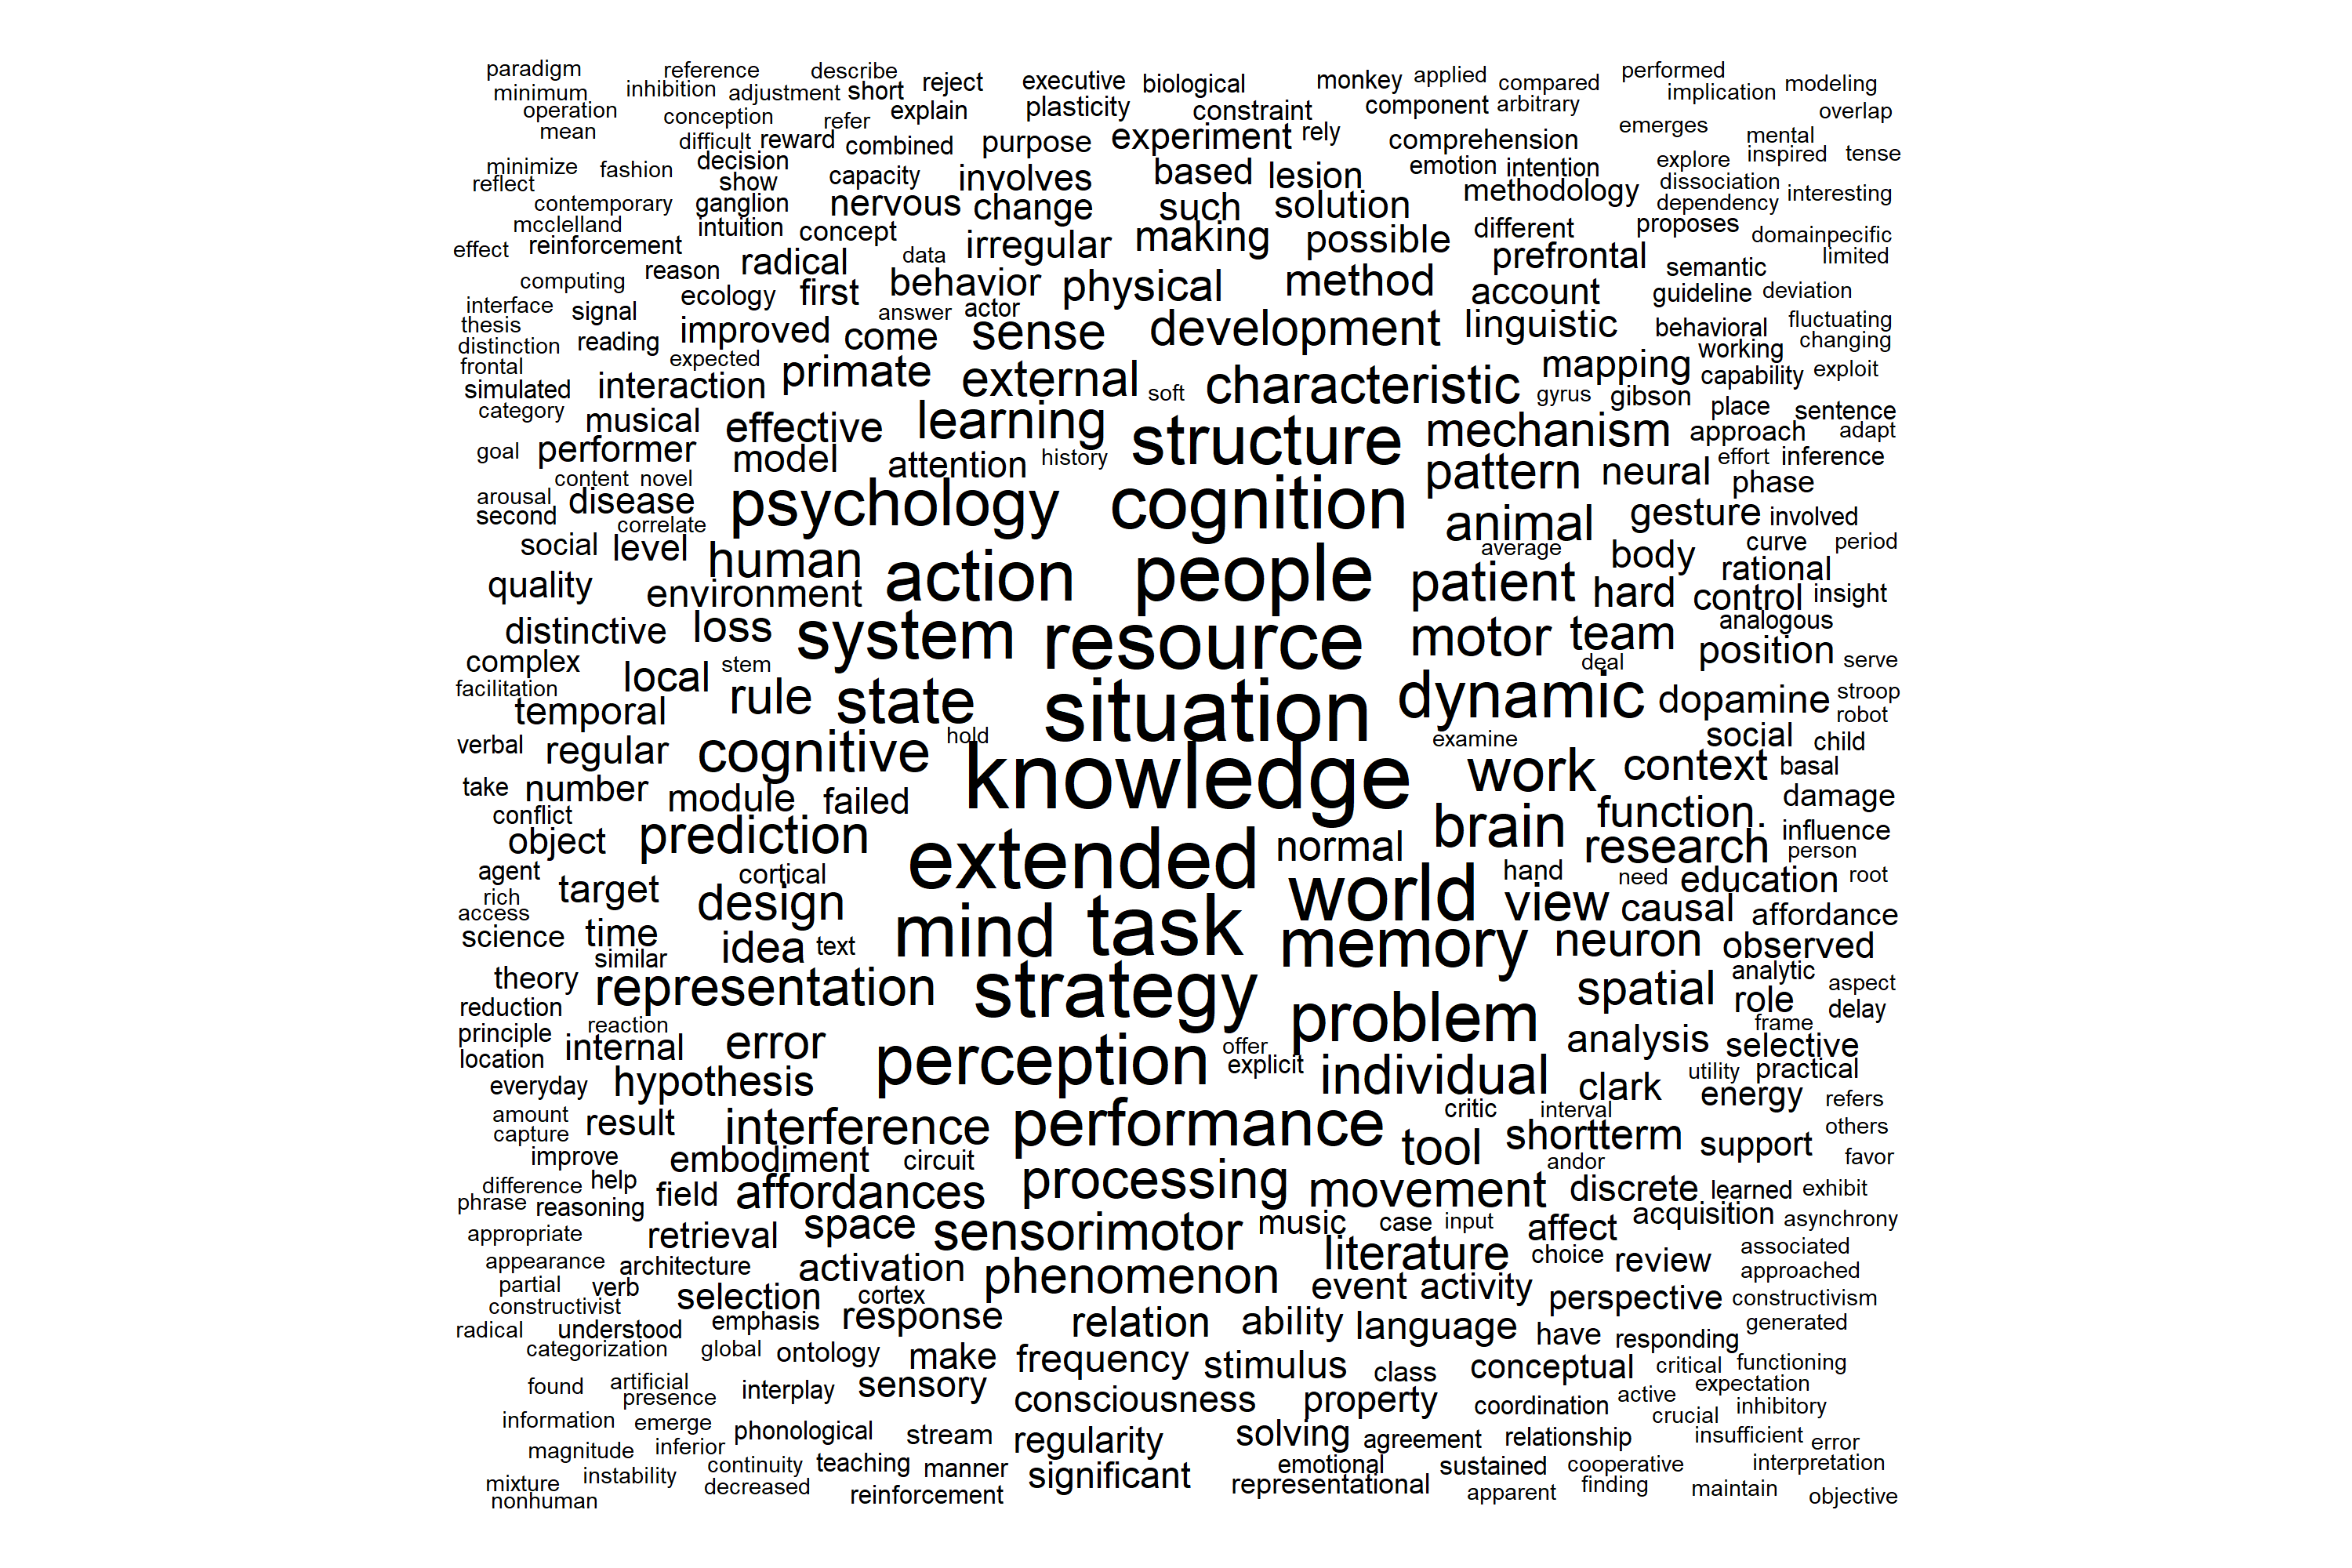 paradigm reference describe reject executive biological monkey applied compared performed modeling
minimum inhibition adjustment short implication
operation conception refer explain plasticity constraint component arbitrary overlap
mean difficult reward combined purpose experiment rely comprehension emerges mental
minimize fashion decision capacity involves based lesion emotion intention explore inspired tense
reflect show methodology dissociation interesting
contemporary ganglion nervous change such solution dependency
mcclelland intuition concept making different proposes
effect reinforcement data irregular possible prefrontal domainpecific
computing reason radical behavior physical method semantic limited
interface signal ecology first answer actor account guideline deviation
thesis improved come sense development linguistic behavioral fluctuating
distinction reading working changing
frontal expected primate external characteristic mapping
simulated interaction soft gyrus gibson capability exploit
category musical effective learning structure mechanism place sentence
goal performer model attention history pattern approach adapt
content novel neural effort inference
arousal disease psychology cognition phase
second correlate animal gesture involved
social level human action people average body curve period
quality environment patient hard rational
distinctive loss system resource motor team control insight
analogous
complex local stem deal position serve
facilitation rule state situation dynamic dopamine stroop
temporal robot
verbal regular cognitive hold examine social child
take number module failed knowledge work context basal
conflict damage
object prediction extended normal brain function. influence
research person
agent cortical world hand need education root
rich target design view causal affordance
access mind task
science time idea text memory neuron observed
similar
theory representation strategy spatial analytic aspect
reduction problem role delay
principle reaction error frame
location internal perception offer individual analysis selective
everyday hypothesis explicit clark utility practical
energy refers
amount result interference performance critic interval others
capture tool shortterm support
improve embodiment circuit andor favor
difference help field affordances processing movement discrete learned exhibit
phrase reasoning
appropriate retrieval space sensorimotor music case input affect acquisition asynchrony
appearance architecture activation phenomenon literature choice review associated
partial verb event activity approached
constructivist selection cortex perspective constructivism
radical understood emphasis response relation ability language have responding generated
categorization global ontology make frequency stimulus class conceptual critical functioning
found artificial interplay sensory consciousness property coordination active expectation
presence inhibitory
information emerge phonological stream regularity solving agreement relationship crucial
magnitude inferior insufficient error
mixture instability continuity teaching manner significant emotional sustained cooperative interpretation
nonhuman decreased reinforcement representational apparent finding maintain objective